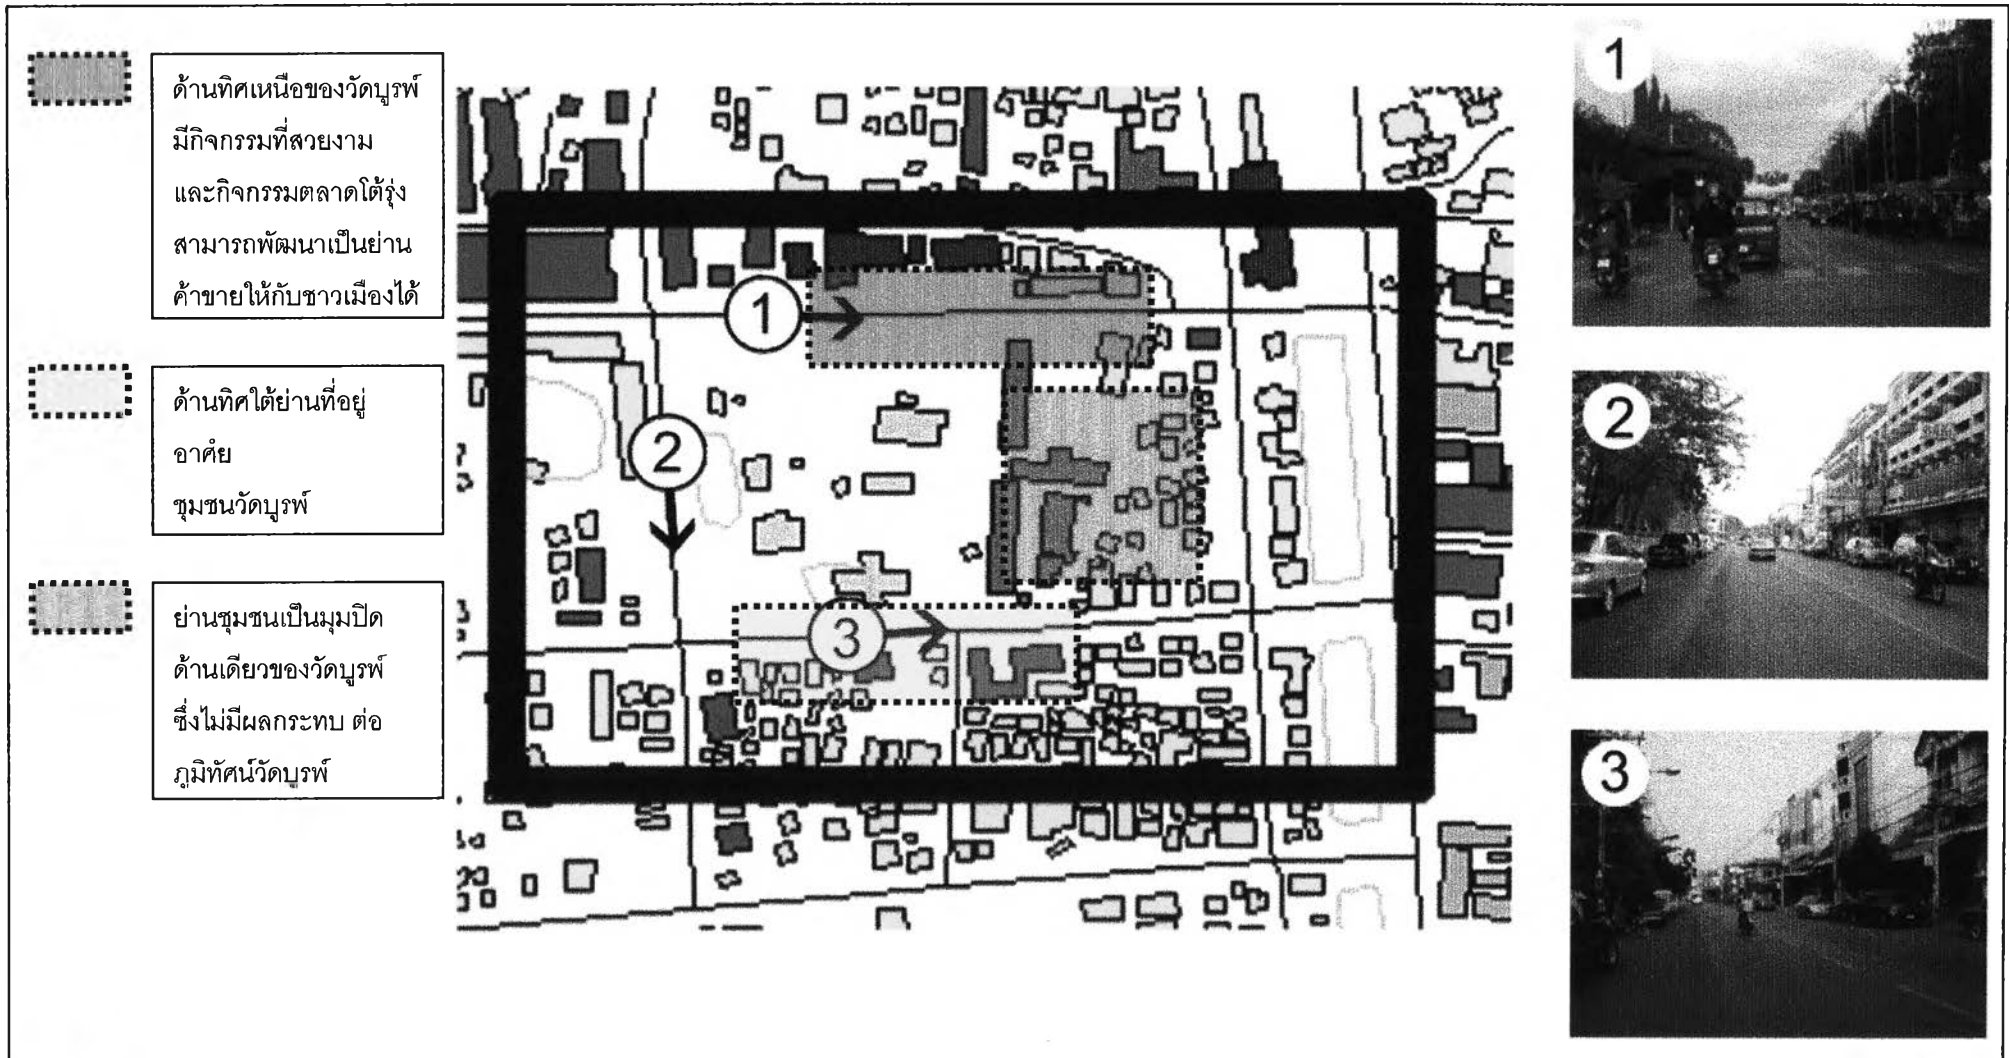 ด้านทิศเหนือของวัดบูรพ์
มีกิจกรรมที่สวยงาม
และกิจกรรมตลาดโต้รุ่ง
สามารถพัฒนาเป็นย่าน
ค้าขายให้กับชาวเมืองได้
ด้านทิศใต้ย่านที่อยู่
อาศัย
ชุมชนวัดบูรพ์
ย่านชุมชนเป็นมุมปิด
ด้านเดียวของวัดบูรพ์
ซึ่งไม่มีผลกระทบ ต่อ
ภูมิทัศน์วัดบูรพ์
1
2
3
1
2
3